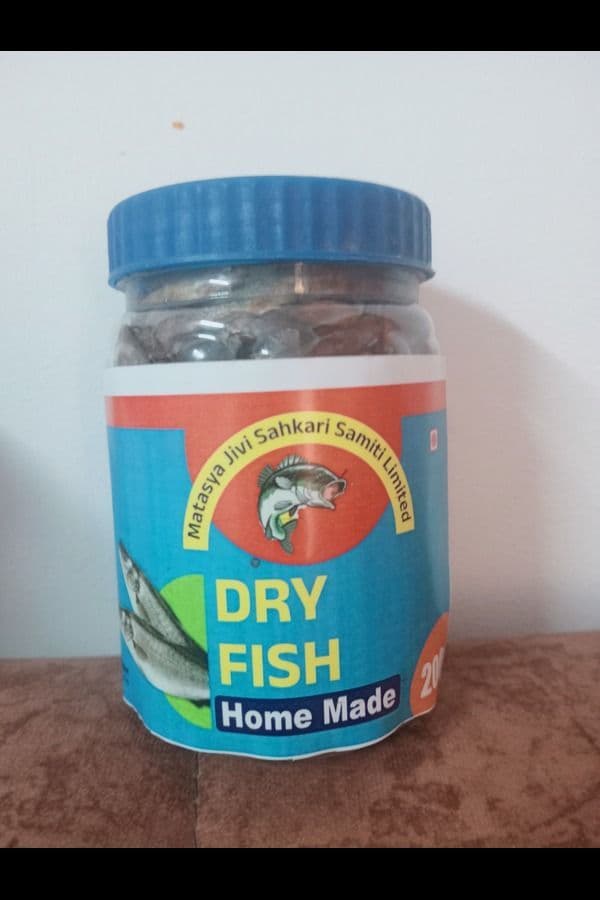 Matasya Jivi Sahkari Samiti Limited
DRY
FISH
Home Made